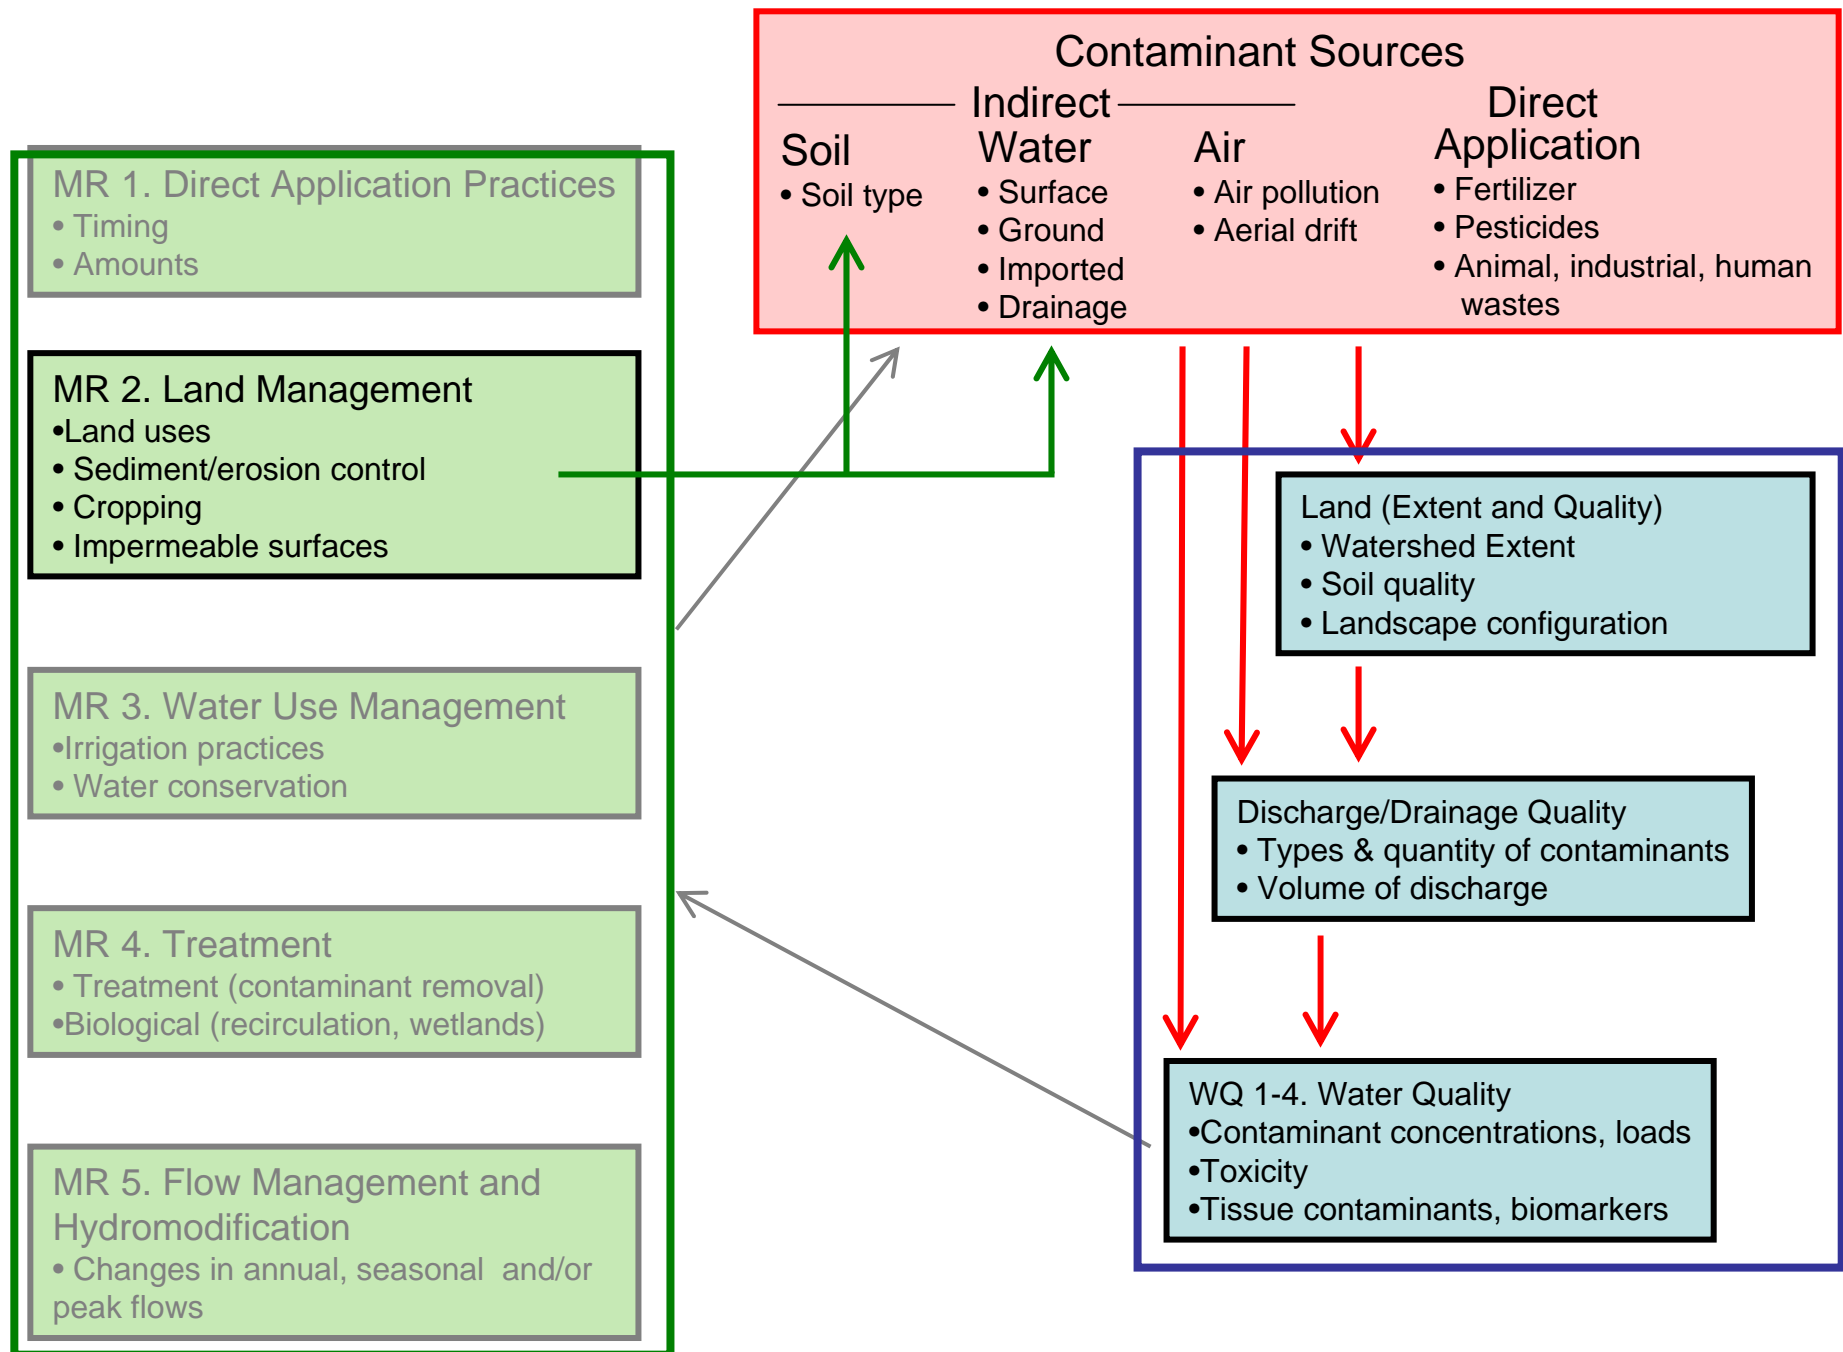 Contaminant Sources
Indirect
Soil
• Soil type
Water
• Surface
• Ground
• Imported
• Drainage
Air
• Air pollution
• Aerial drift
Direct
Application
• Fertilizer
• Pesticides
• Animal, industrial, human
wastes
MR 1. Direct Application Practices
• Timing
• Amounts
MR 2. Land Management
•Land uses
• Sediment/erosion control
• Cropping
• Impermeable surfaces
MR 3. Water Use Management
•Irrigation practices
• Water conservation
MR 4. Treatment
• Treatment (contaminant removal)
•Biological (recirculation, wetlands)
MR 5. Flow Management and
Hydromodification
• Changes in annual, seasonal and/or
peak flows
Land (Extent and Quality)
• Watershed Extent
• Soil quality
• Landscape configuration
Discharge/Drainage Quality
• Types & quantity of contaminants
• Volume of discharge
WQ 1-4. Water Quality
•Contaminant concentrations, loads
•Toxicity
•Tissue contaminants, biomarkers